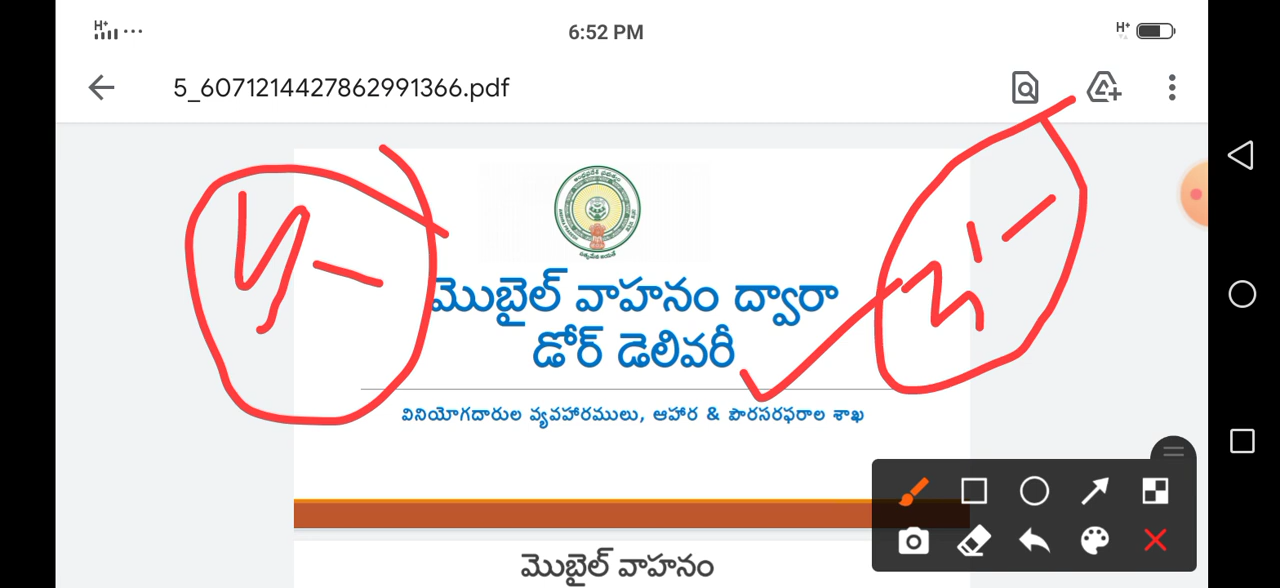 H+
6:52 PM
H+
5_6071214427862991366.pdf
మొబైల్ వాహనం ద్వారా
డోర్ డెలివరీ
వినియోగదారుల వ్యవహారములు, ఆహార & పౌరసరఫరాల శాఖ
మొబైల్ వాహనం